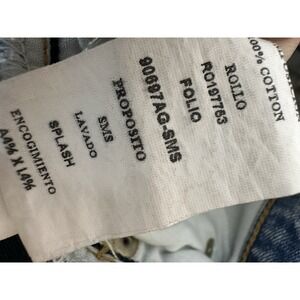 100% COTTON
ROLLO
RO197763
FOLIO
90697AG-SMS
PROPOSITO
SMS
LAVADO
SPLASH
ENCOGIMIENTO
A4% X L4%